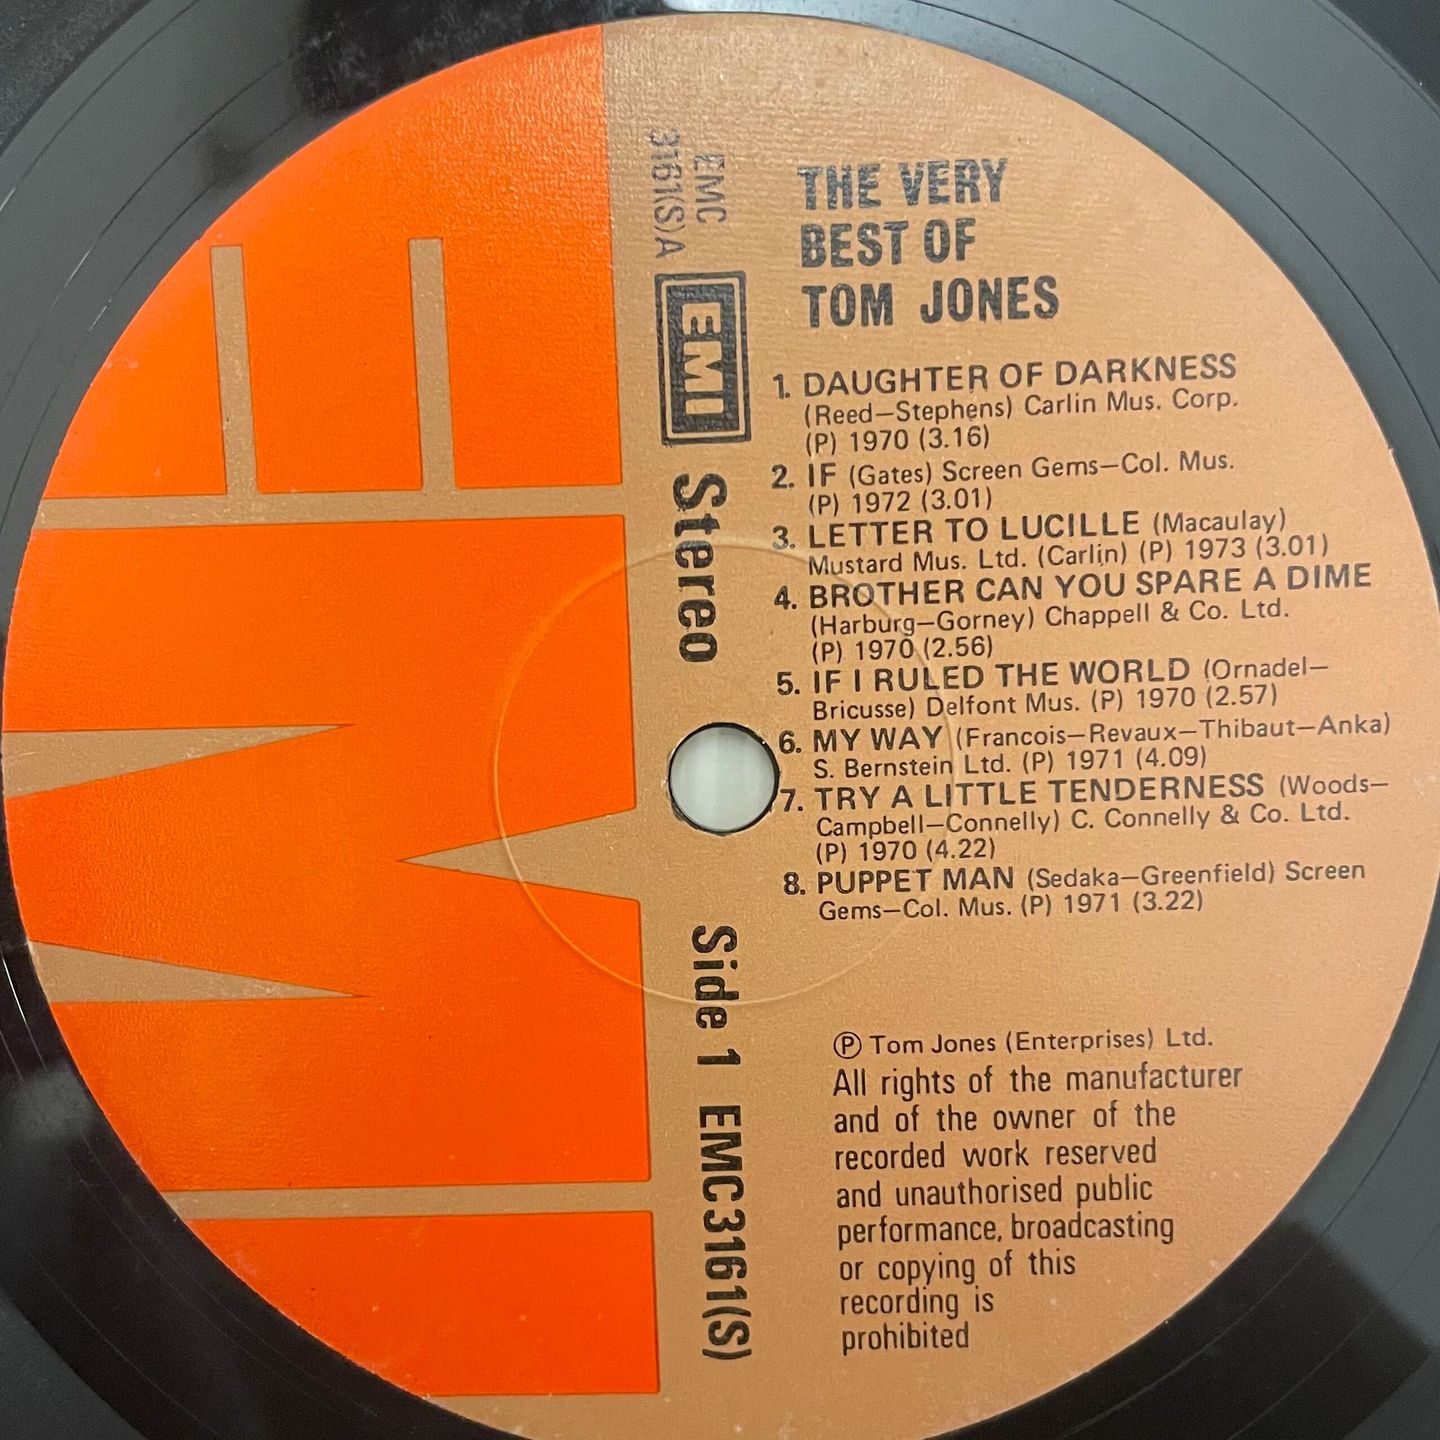 THE VERY
BEST OF
TOM JONES
1. DAUGHTER OF DARKNESS
(Reed—Stephens) Carlin Mus. Corp.
(P) 1970 (3.16)
2. IF (Gates) Screen Gems—Col. Mus.
(P) 1972 (3.01)
3. LETTER TO LUCILLE (Macaulay)
Mustard Mus. Ltd. (Carlin) (P) 1973 (3.01)
4. BROTHER CAN YOU SPARE A DIME
(Harburg—Gorney) Chappell & Co. Ltd.
(P) 1970 (2.56)
5. IF I RULED THE WORLD (Ornadel—
Bricusse) Delfont Mus. (P) 1970 (2.57)
6. MY WAY (Francois—Revaux—Thibaut—Anka)
S. Bernstein Ltd. (P) 1971 (4.09)
7. TRY A LITTLE TENDERNESS (Woods—
Campbell—Connelly) C. Connelly & Co. Ltd.
(P) 1970 (4.22)
8. PUPPET MAN (Sedaka—Greenfield) Screen
Gems—Col. Mus. (P) 1971 (3.22)
Ⓟ Tom Jones (Enterprises) Ltd.
All rights of the manufacturer
and of the owner of the
recorded work reserved
and unauthorised public
performance, broadcasting
or copying of this
recording is
prohibited
EMC
3161(S)A
EMI
Stereo
Side 1 EMC3161(S)
EMI